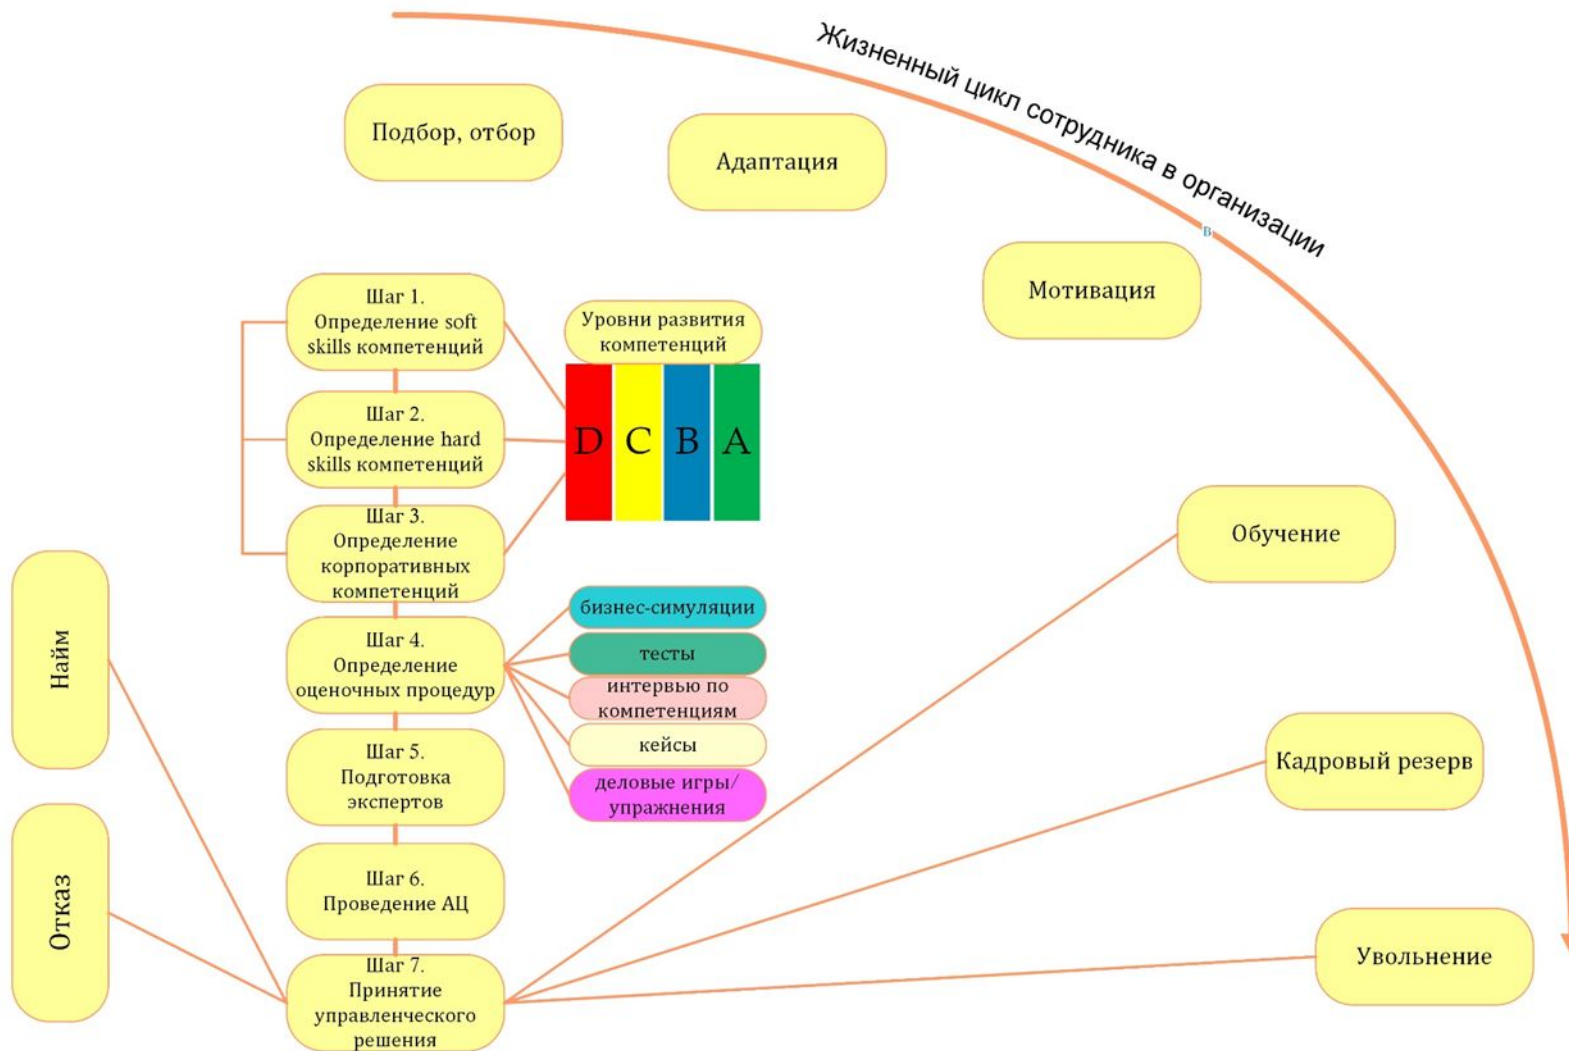 Жизненный цикл сотрудника в организации
в
Подбор, отбор
Адаптация
Мотивация
Шаг 1.
Определение soft
skills компетенций
Уровни развития
компетенций
D C B A
Шаг 2.
Определение hard
skills компетенций
Шаг 3.
Определение
корпоративных
компетенций
Обучение
Найм
Шаг 4.
Определение
оценочных процедур
бизнес-симуляции
тесты
интервью по
компетенциям
кейсы
деловые игры/
упражнения
Шаг 5.
Подготовка
экспертов
Кадровый резерв
Отказ
Шаг 6.
Проведение АЦ
Шаг 7.
Принятие
управленческого
решения
Увольнение